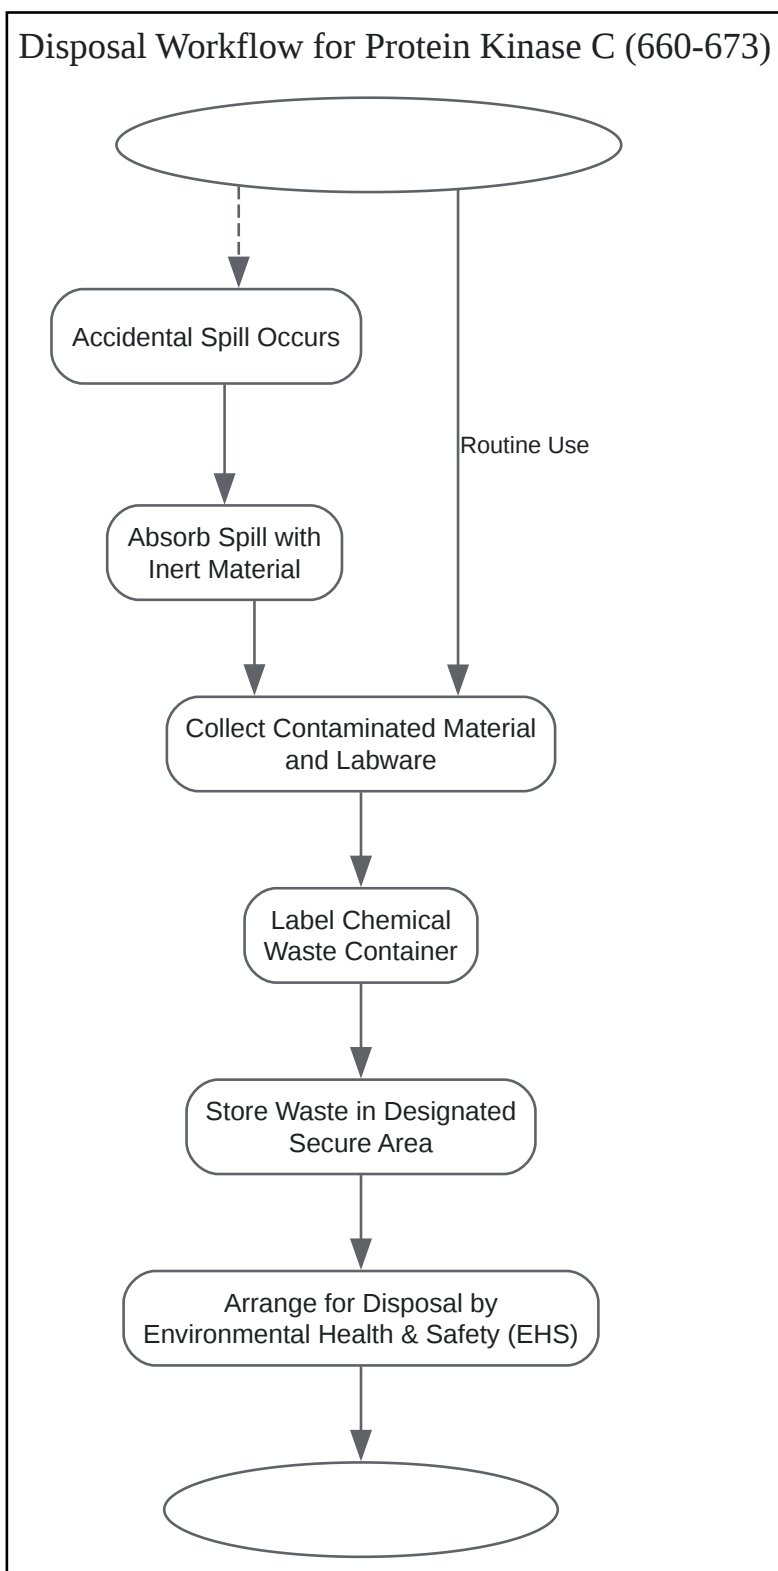 Disposal Workflow for Protein Kinase C (660-673)
Accidental Spill Occurs
Routine Use
Absorb Spill with
Inert Material
Collect Contaminated Material
and Labware
Label Chemical
Waste Container
Store Waste in Designated
Secure Area
Arrange for Disposal by
Environmental Health & Safety (EHS)